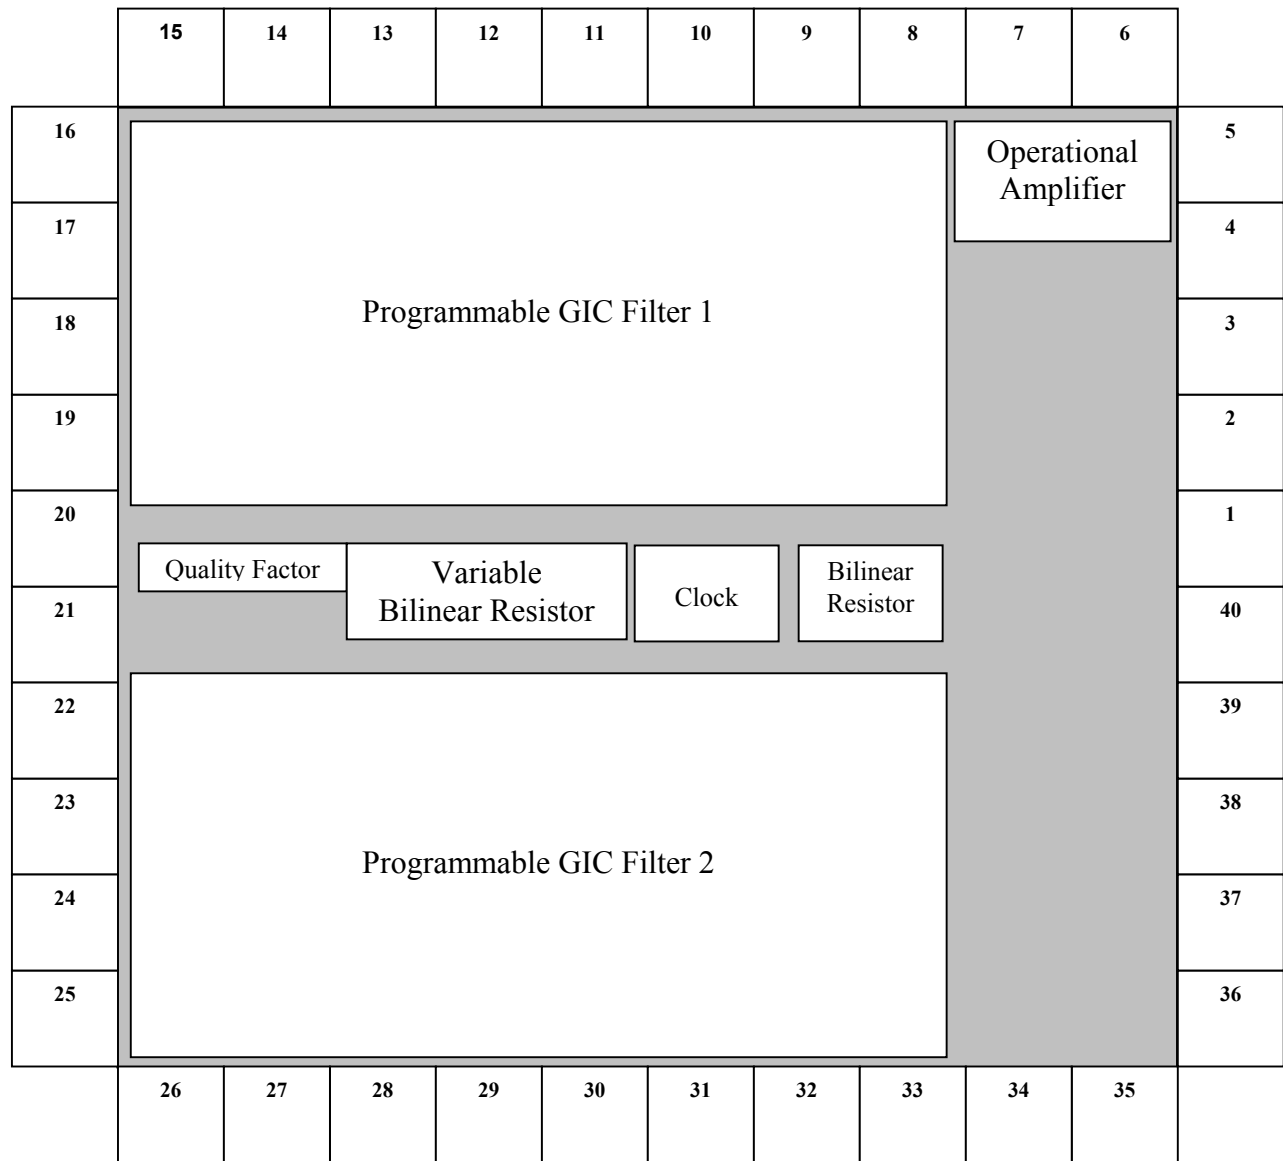 15 14 13 12 11 10 9 8 7 6
16
17
18
19
20
21
22
23
24
25
Programmable GIC Filter 1
Operational
Amplifier
Quality Factor
Variable
Bilinear Resistor
Clock
Bilinear
Resistor
Programmable GIC Filter 2
5
4
3
2
1
40
39
38
37
36
26 27 28 29 30 31 32 33 34 35